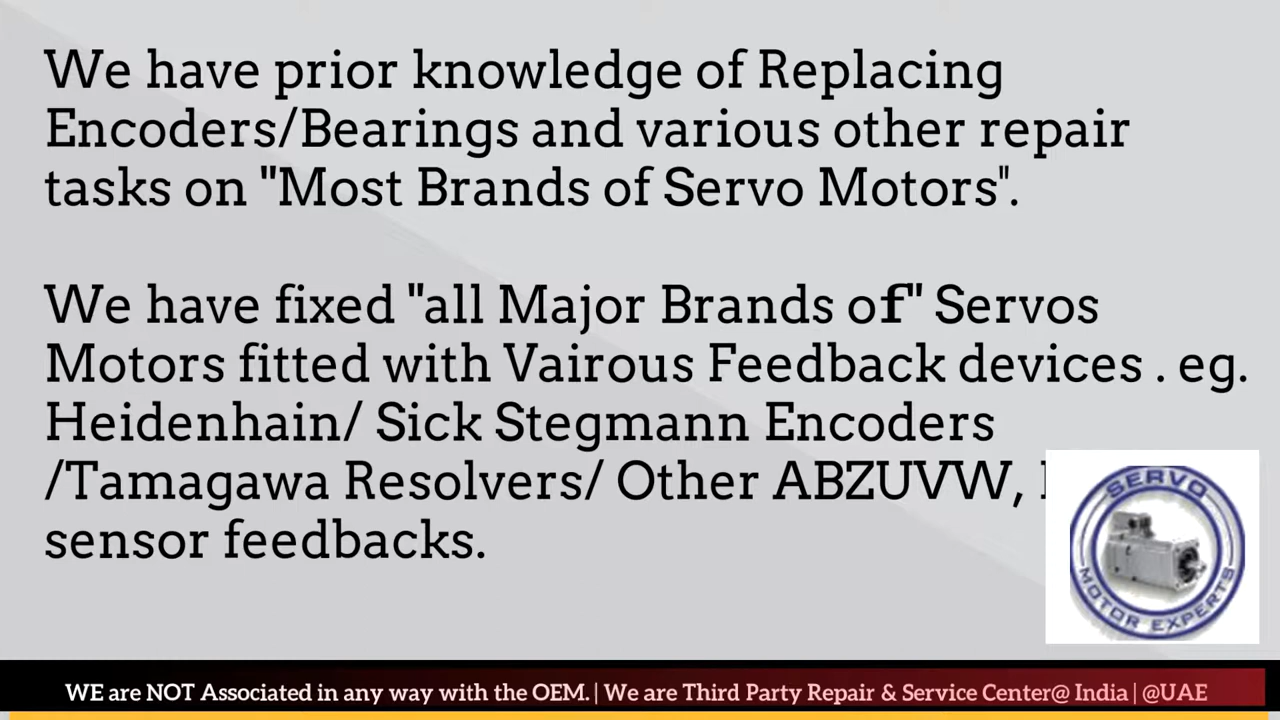 We have prior knowledge of Replacing
Encoders/Bearings and various other repair
tasks on "Most Brands of Servo Motors".
We have fixed "all Major Brands of" Servos
Motors fitted with Vairous Feedback devices . eg.
Heidenhain/ Sick Stegmann Encoders
/Tamagawa Resolvers/ Other ABZUVW,
sensor feedbacks.
SERVO
MOTOR EXPERTS
WE are NOT Associated in any way with the OEM. | We are Third Party Repair & Service Center@ India | @UAE